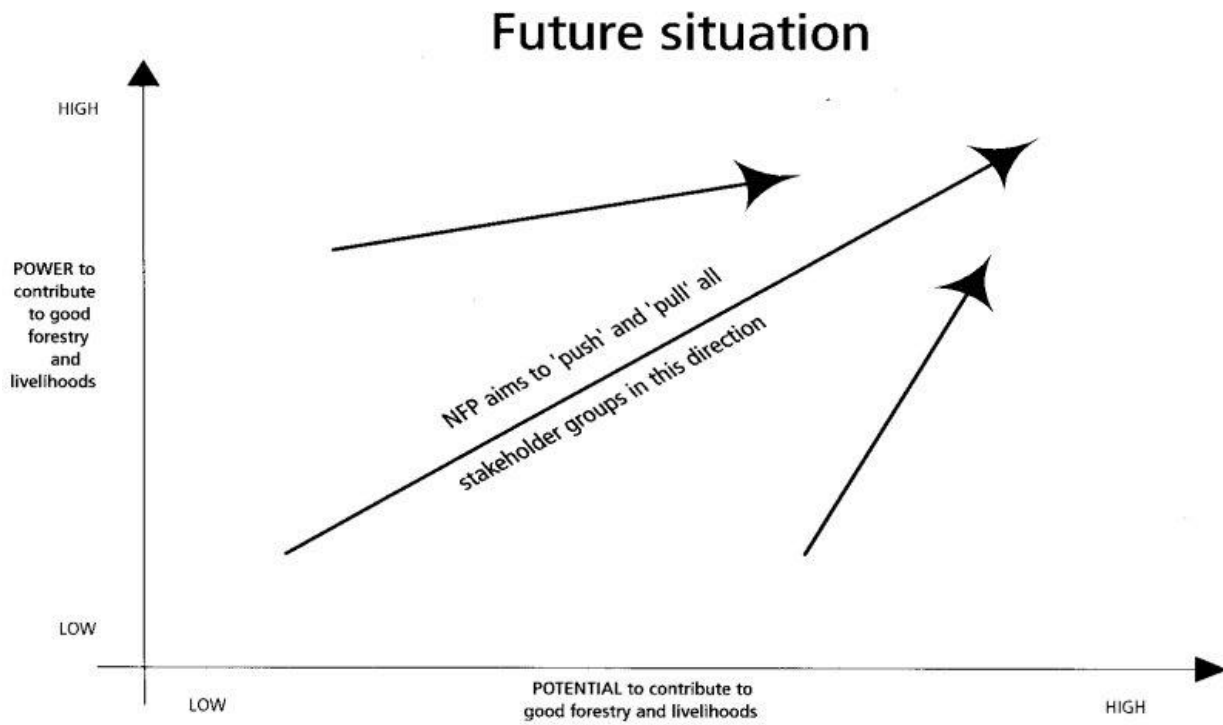 Future situation
HIGH
POWER to
contribute
to good
forestry
and
livelihoods
NFP aims to 'push' and 'pull' all
stakeholder groups in this direction
LOW
LOW
POTENTIAL to contribute to
good forestry and livelihoods
HIGH